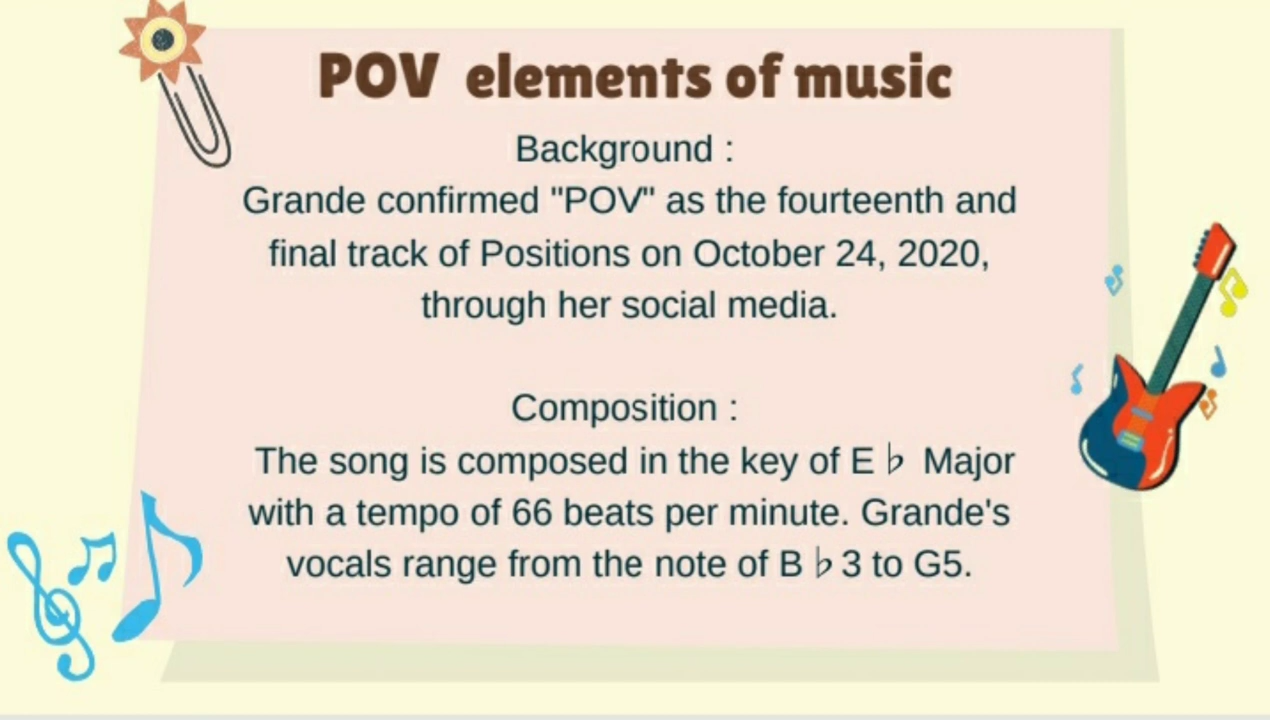 POV elements of music
Background :
Grande confirmed "POV" as the fourteenth and
final track of Positions on October 24, 2020,
through her social media.
Composition :
The song is composed in the key of E ♭ Major
with a tempo of 66 beats per minute. Grande's
vocals range from the note of B ♭ 3 to G5.